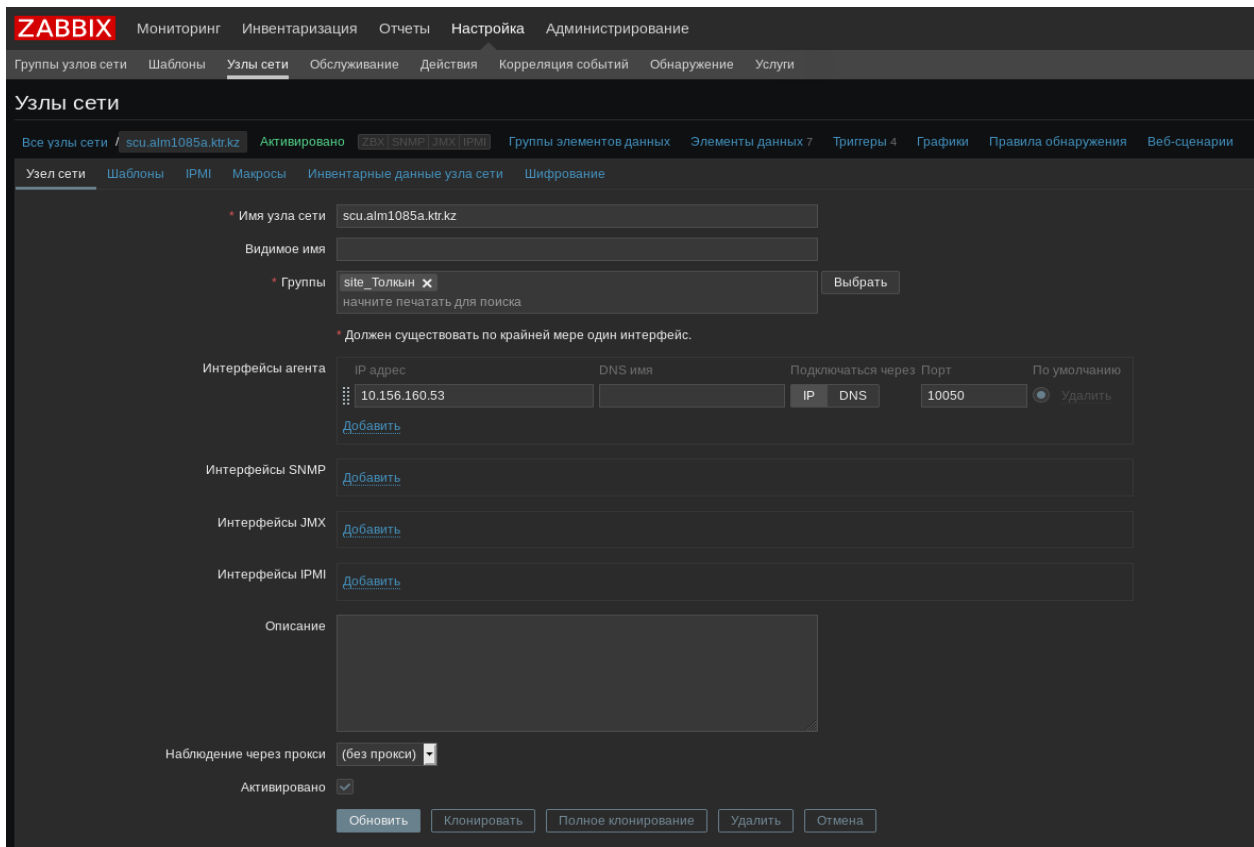 ZABBIX Мониторинг Инвентаризация Отчеты Настройка Администрирование
Группы узлов сети Шаблоны Узлы сети Обслуживание Действия Корреляция событий Обнаружение Услуги
Узлы сети
Все узлы сети / scu.alm1085a.ktr.kz Активировано ZBX SNMP JMX IPMI Группы элементов данных Элементы данных 7 Триггеры 4 Графики Правила обнаружения Веб-сценарии
Узел сети Шаблоны IPMI Макросы Инвентарные данные узла сети Шифрование
* Имя узла сети scu.alm1085a.ktr.kz
Видимое имя
* Группы site_Толкын × Выбрать
начните печатать для поиска
* Должен существовать по крайней мере один интерфейс.
Интерфейсы агента IP адрес DNS имя Подключаться через Порт По умолчанию
10.156.160.53 IP DNS 10050 Удалить
Добавить
Интерфейсы SNMP Добавить
Интерфейсы JMX Добавить
Интерфейсы IPMI Добавить
Описание
Наблюдение через прокси (без прокси)
Активировано
Обновить Клонировать Полное клонирование Удалить Отмена